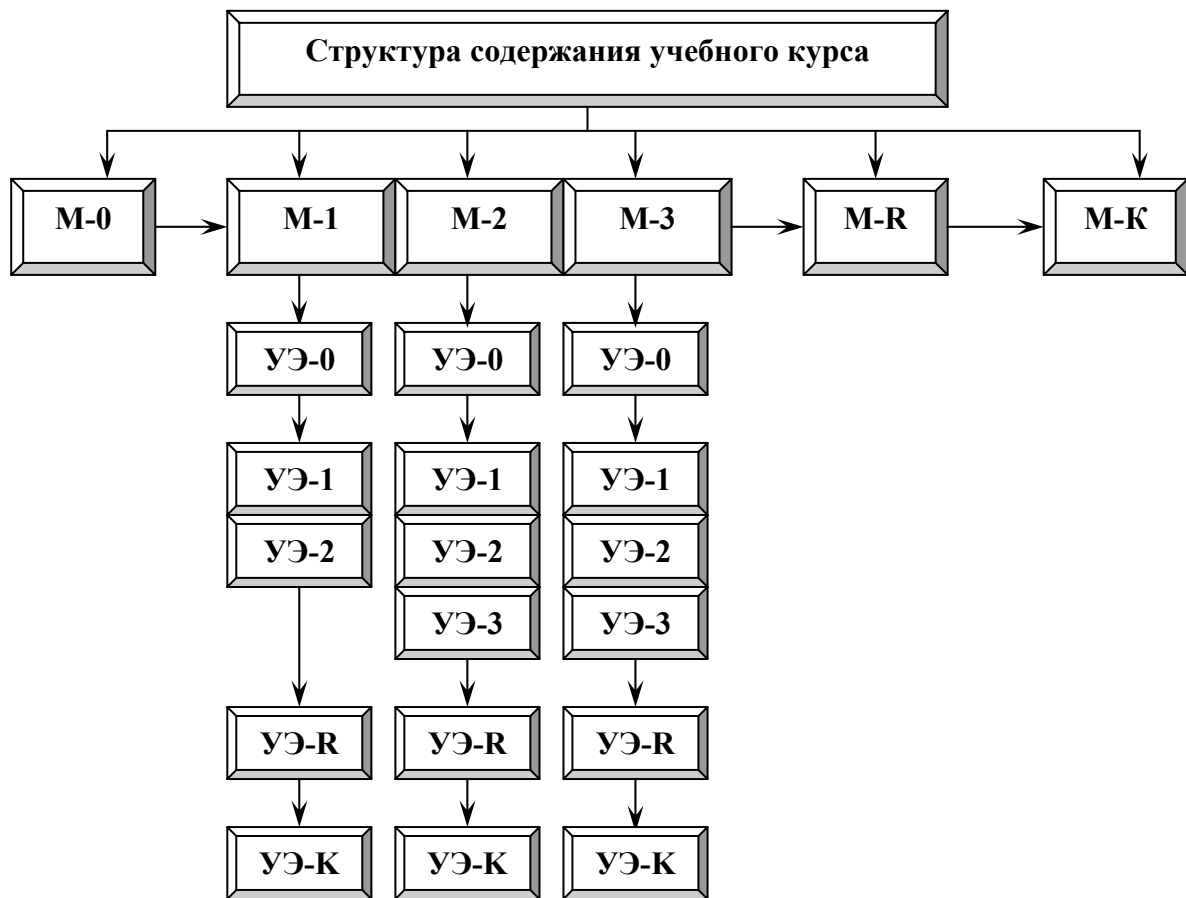 Структура содержания учебного курса
М-0 М-1 М-2 М-3 М-R М-К
УЭ-0 УЭ-0 УЭ-0
УЭ-1 УЭ-1 УЭ-1
УЭ-2 УЭ-2 УЭ-2
УЭ-3 УЭ-3
УЭ-R УЭ-R УЭ-R
УЭ-K УЭ-K УЭ-K